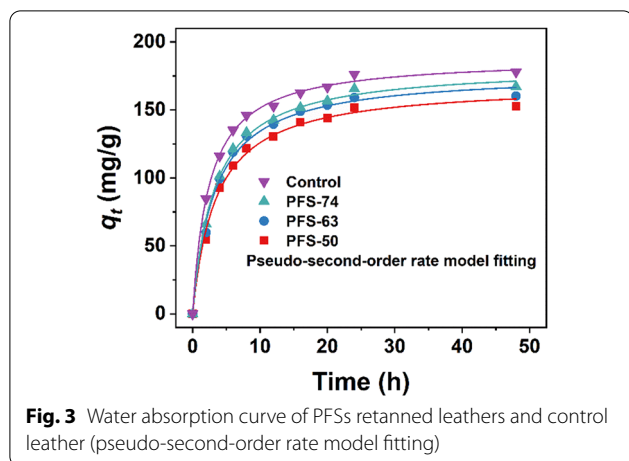 200
150
100
50
0
q_t (mg/g)
Control
PFS-74
PFS-63
PFS-50
Pseudo-second-order rate model fitting
0 10 20 30 40 50
Time (h)
Fig. 3 Water absorption curve of PFSs retanned leathers and control
leather (pseudo-second-order rate model fitting)